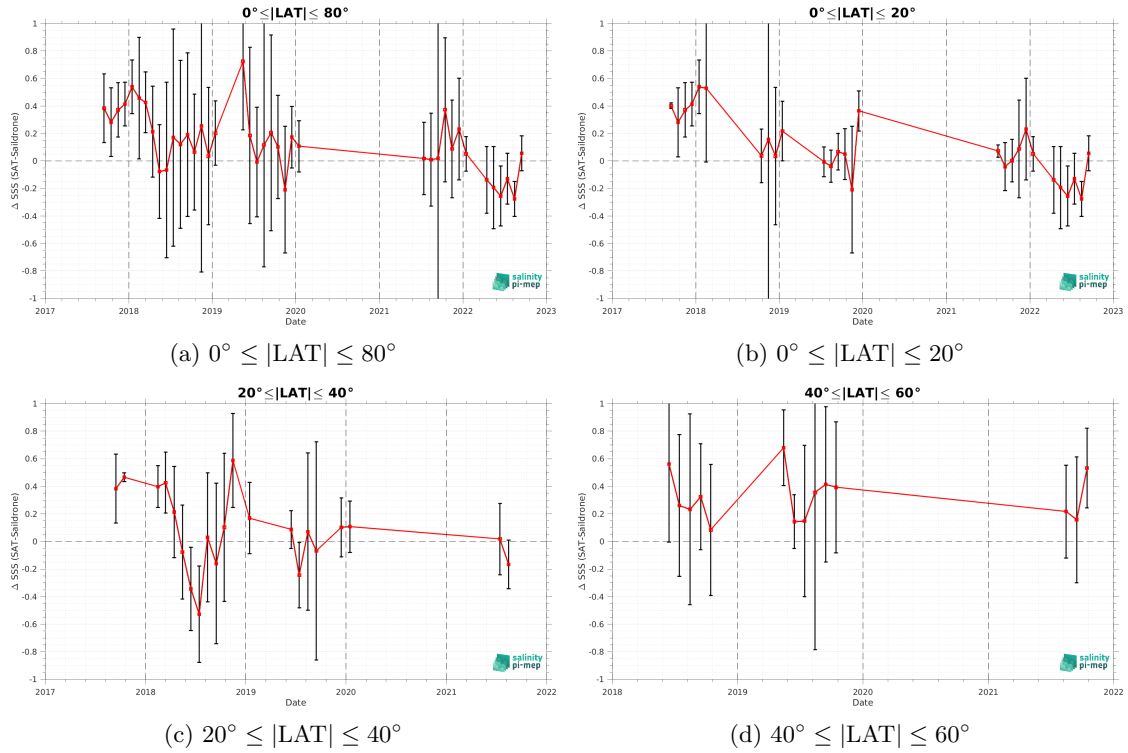 0°≤|LAT|≤ 80°
1
0.8
0.6
0.4
0.2
0
-0.2
-0.4
-0.6
-0.8
-1
Δ SSS (SAT-Saildrone)
2017
2018
2019
2020
2021
2022
2023
Date
salinity
pi-mep
(a) 0° ≤ |LAT| ≤ 80°
0°≤|LAT|≤ 20°
1
0.8
0.6
0.4
0.2
0
-0.2
-0.4
-0.6
-0.8
-1
Δ SSS (SAT-Saildrone)
2017
2018
2019
2020
2021
2022
2023
Date
salinity
pi-mep
(b) 0° ≤ |LAT| ≤ 20°
20°≤|LAT|≤ 40°
1
0.8
0.6
0.4
0.2
0
-0.2
-0.4
-0.6
-0.8
-1
Δ SSS (SAT-Saildrone)
2017
2018
2019
2020
2021
2022
Date
salinity
pi-mep
(c) 20° ≤ |LAT| ≤ 40°
40°≤|LAT|≤ 60°
1
0.8
0.6
0.4
0.2
0
-0.2
-0.4
-0.6
-0.8
-1
Δ SSS (SAT-Saildrone)
2018
2019
2020
2021
2022
Date
salinity
pi-mep
(d) 40° ≤ |LAT| ≤ 60°